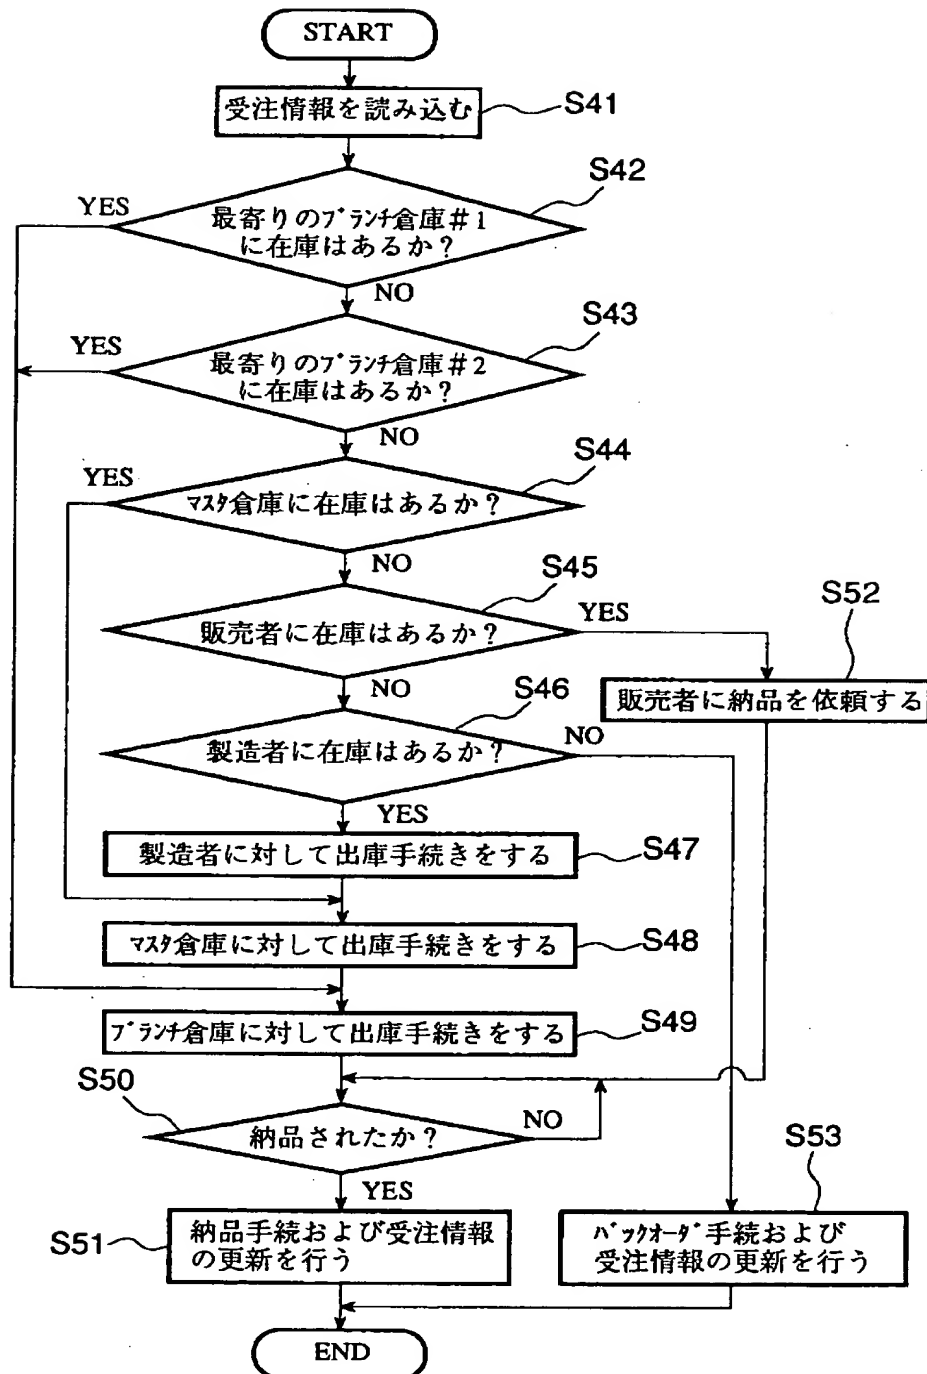 START
受注情報を読み込む
S41
S42
YES
最寄りのﾌﾞﾗﾝﾁ倉庫＃1
に在庫はあるか？
NO
S43
YES
最寄りのﾌﾞﾗﾝﾁ倉庫＃2
に在庫はあるか？
NO
S44
YES
ﾏｽﾀ倉庫に在庫はあるか？
NO
S45
販売者に在庫はあるか？
YES
S52
NO
販売者に納品を依頼する
S46
製造者に在庫はあるか？
NO
YES
製造者に対して出庫手続きをする
S47
ﾏｽﾀ倉庫に対して出庫手続きをする
S48
ﾌﾞﾗﾝﾁ倉庫に対して出庫手続きをする
S49
S50
納品されたか？
NO
YES
S53
S51
納品手続および受注情報
の更新を行う
ﾊﾞｯｸｵｰﾀﾞ手続および
受注情報の更新を行う
END